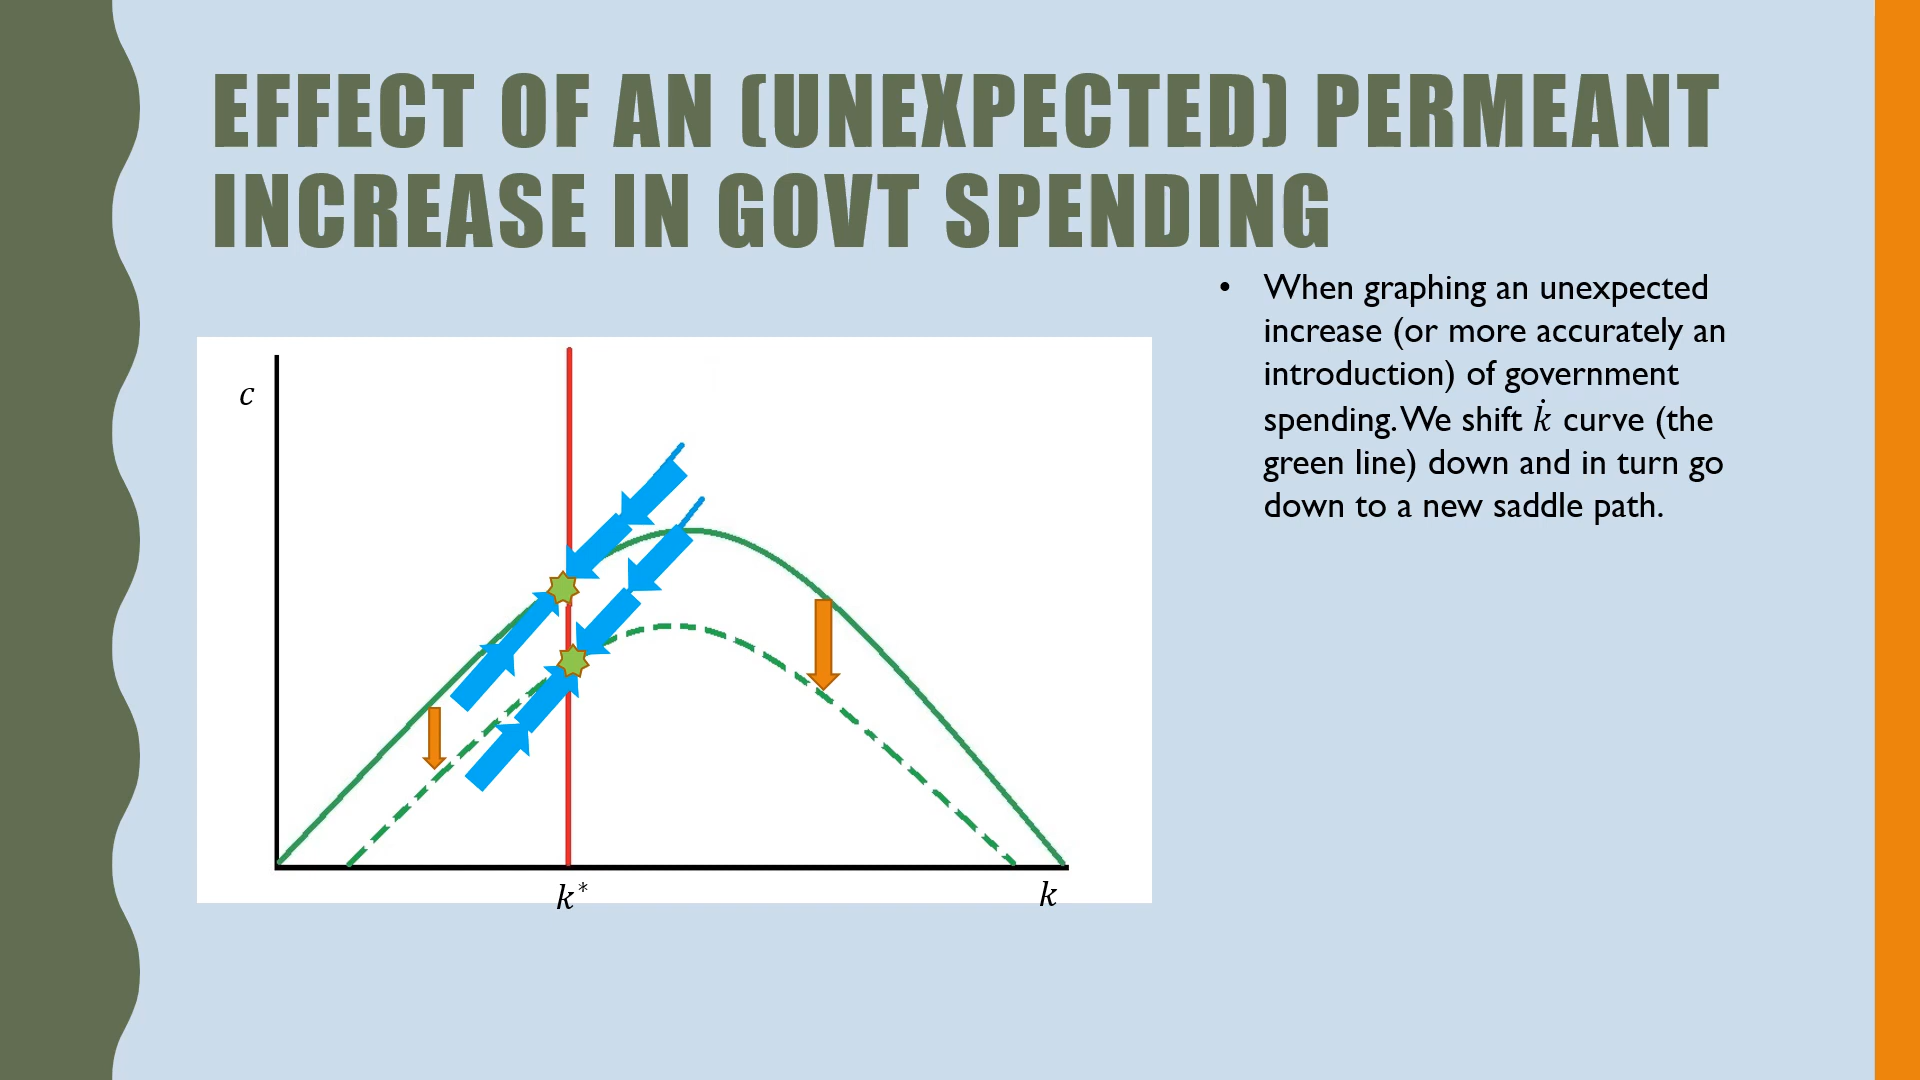 EFFECT OF AN (UNEXPECTED) PERMEANT
INCREASE IN GOVT SPENDING
• When graphing an unexpected
increase (or more accurately an
introduction) of government
spending. We shift k̇ curve (the
green line) down and in turn go
down to a new saddle path.
c
k*
k